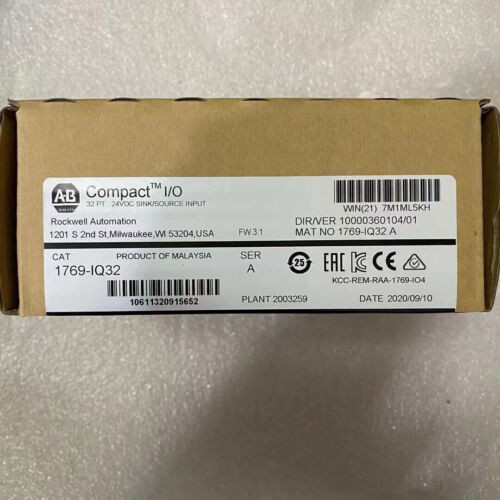 A-B
QUALITY
Compact™ I/O
32 PT - 24VDC SINK/SOURCE INPUT
Rockwell Automation
1201 S 2nd St,Milwaukee,WI 53204,USA
FW 3.1
WIN(21) 7M1ML5KH
DIR/VER 10000360104/01
MAT NO 1769-IQ32 A
CAT
1769-IQ32
PRODUCT OF MALAYSIA
10611320915652
SER
A
PLANT 2003259
25
EAC
KC
KCC-REM-RAA-1769-IO4
DATE 2020/09/10